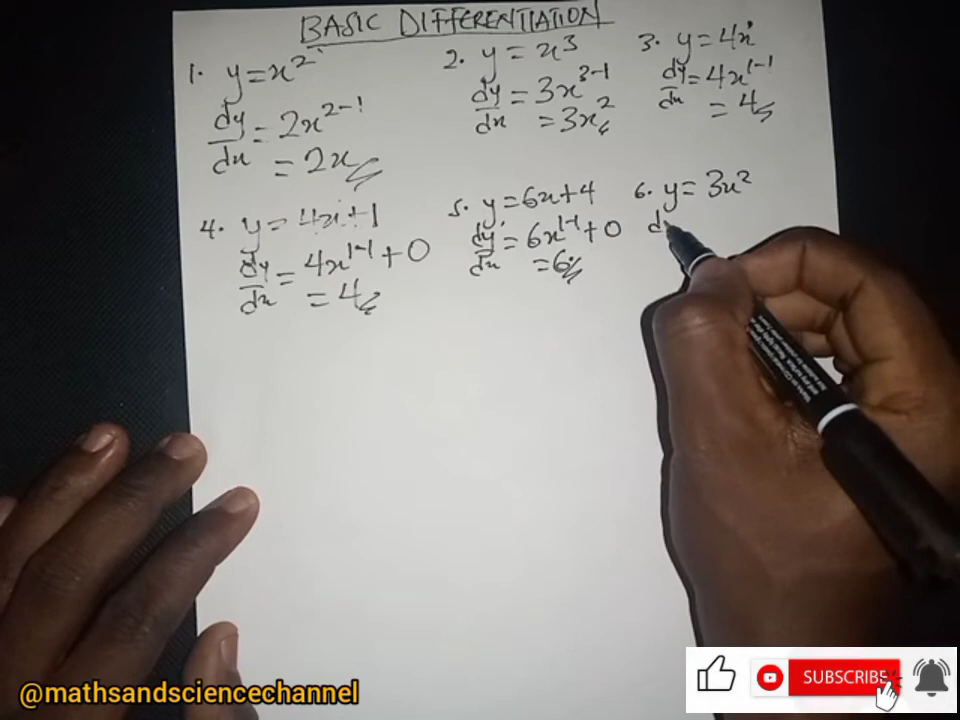 BASIC DIFFERENTIATION
1. y=x²
dy/dx = 2x²⁻¹
= 2x
2. y = x³
dy/dx = 3x³⁻¹
= 3x²
3. y = 4x
dy/dx = 4x¹⁻¹
= 4
4. y = 4x+1
dy/dx = 4x¹⁻¹ + 0
= 4
5. y = 6x+4
dy/dx = 6x¹⁻¹ + 0
= 6
6. y = 3x²
d
SUBSCRIBE
@mathsandsciencechannel